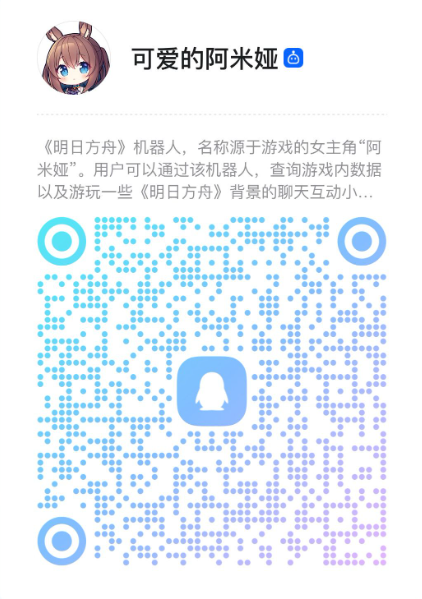 可爱的阿米娅
《明日方舟》机器人，名称源于游戏的女主角“阿
米娅”。用户可以通过该机器人，查询游戏内数据
以及游玩一些《明日方舟》背景的聊天互动小...